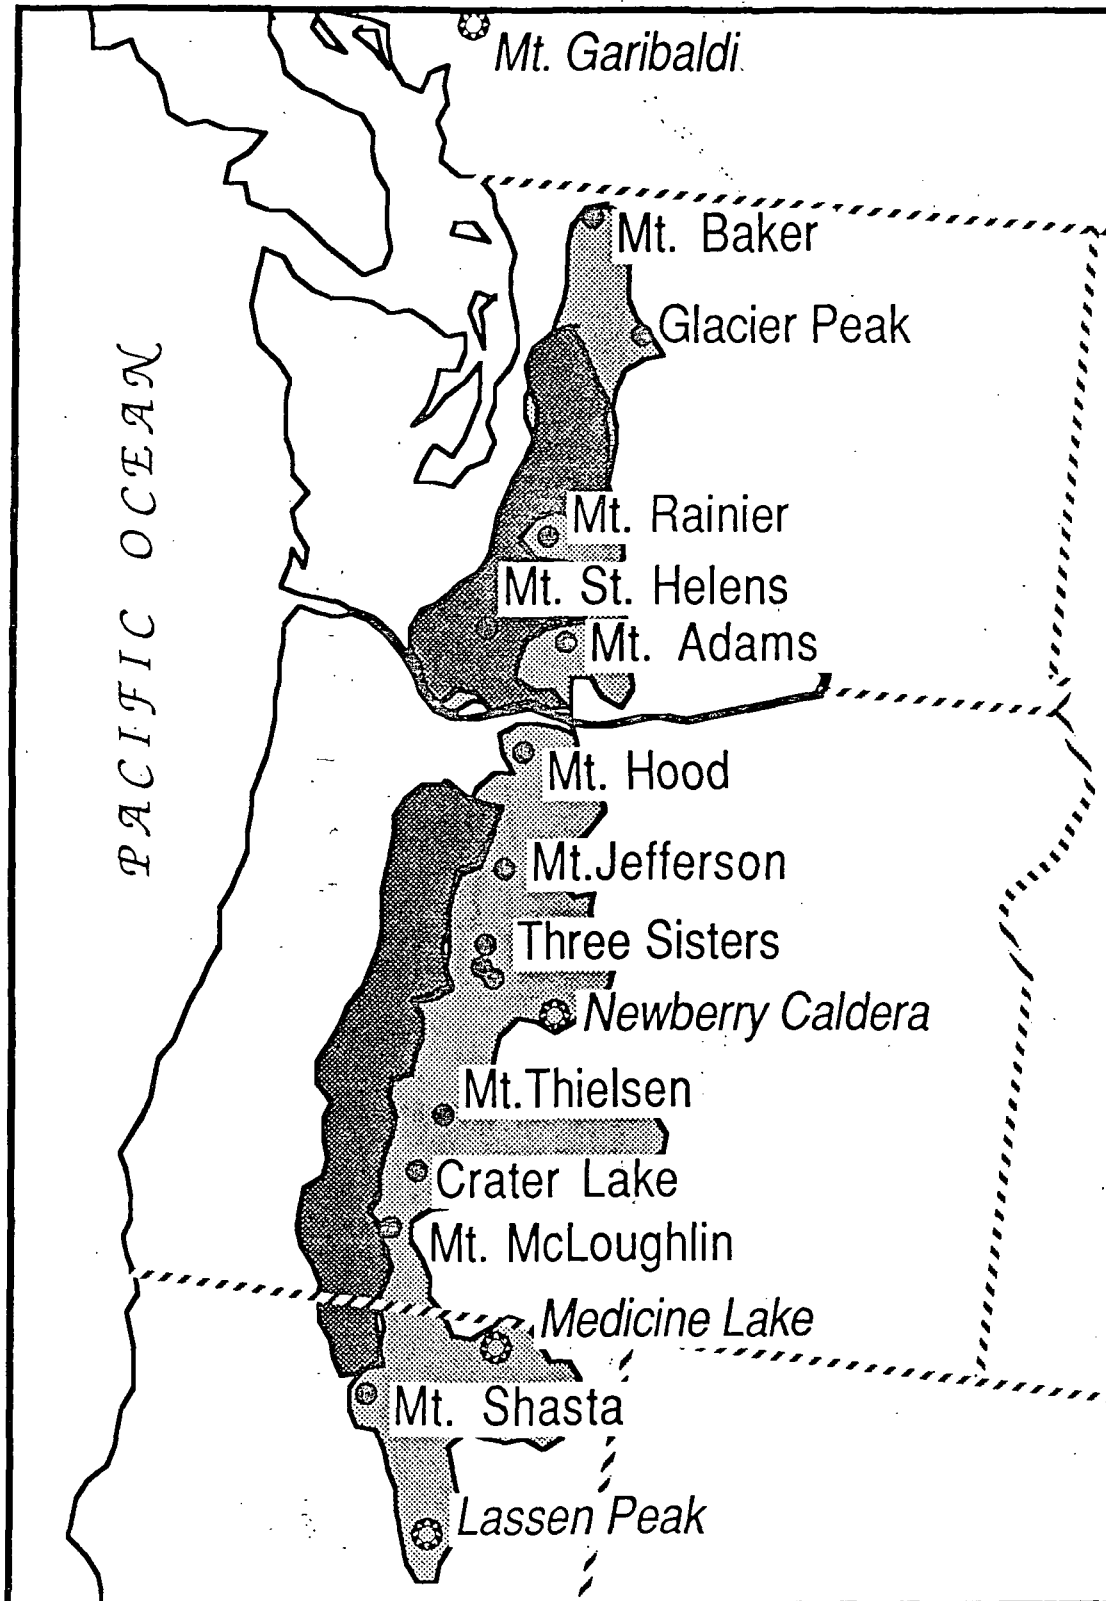 Mt. Garibaldi
Mt. Baker
Glacier Peak
PACIFIC OCEAN
Mt. Rainier
Mt. St. Helens
Mt. Adams
Mt. Hood
Mt.Jefferson
Three Sisters
Newberry Caldera
Mt.Thielsen
Crater Lake
Mt. McLoughlin
Medicine Lake
Mt. Shasta
Lassen Peak